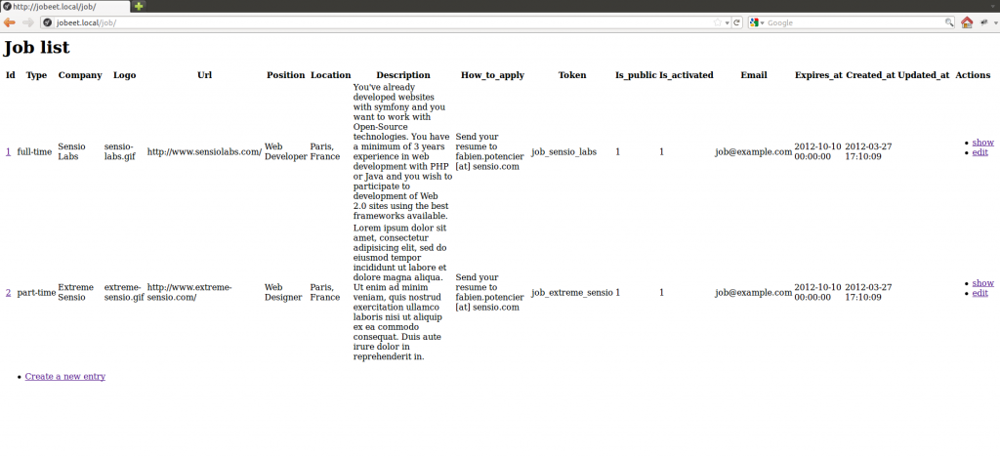 http://jobeet.local/job/
jobeet.local/job/
Google
Job list
Id Type Company Logo Url Position Location Description How_to_apply Token Is_public Is_activated Email Expires_at Created_at Updated_at Actions
1
full-time
Sensio
Labs
sensio-
labs.gif
http://www.sensiolabs.com/
Web
Developer
Paris,
France
You've already
developed websites
with symfony and you
want to work with
Open-Source
technologies. You have
a minimum of 3 years
experience in web
development with PHP
or Java and you wish to
participate to
development of Web
2.0 sites using the best
frameworks available.
Send your
resume to
fabien.potencier
[at] sensio.com
job_sensio_labs
1
1
job@example.com
2012-10-10
00:00:00
2012-03-27
17:10:09
show
edit
2
part-time
Extreme
Sensio
extreme-
sensio.gif
http://www.extreme-
sensio.com/
Web
Designer
Paris,
France
Lorem ipsum dolor sit
amet, consectetur
adipisicing elit, sed do
eiusmod tempor
incididunt ut labore et
dolore magna aliqua.
Ut enim ad minim
veniam, quis nostrud
exercitation ullamco
laboris nisi ut aliquip
ex ea commodo
consequat. Duis aute
irure dolor in
reprehenderit in.
Send your
resume to
fabien.potencier
[at] sensio.com
job_extreme_sensio
1
1
job@example.com
2012-10-10
00:00:00
2012-03-27
17:10:09
show
edit
Create a new entry